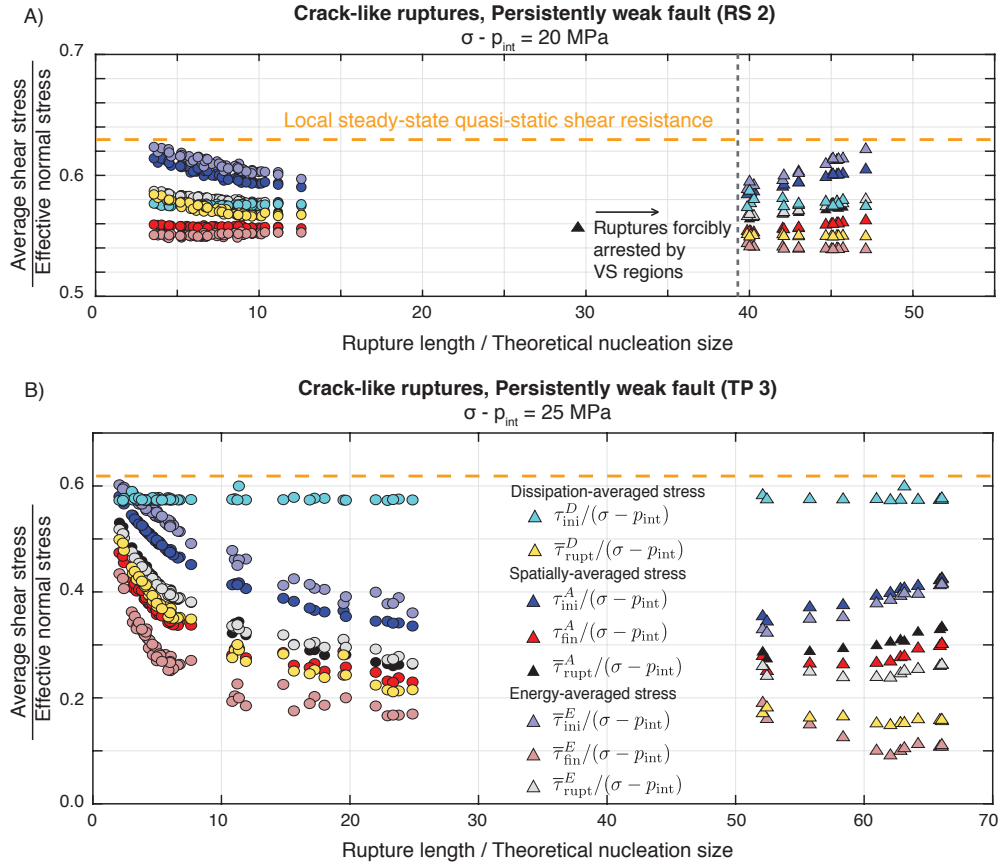 A)
Crack-like ruptures, Persistently weak fault (RS 2)
σ - p_int = 20 MPa
Average shear stress
Effective normal stress
0.7
0.6
0.5
Local steady-state quasi-static shear resistance
Ruptures forcibly
arrested by
VS regions
0 10 20 30 40 50
Rupture length / Theoretical nucleation size
B)
Crack-like ruptures, Persistently weak fault (TP 3)
σ - p_int = 25 MPa
Average shear stress
Effective normal stress
0.6
0.4
0.2
0.0
Dissipation-averaged stress
τ^D_ini/(σ − p_int)
τ̅^D_rupt/(σ − p_int)
Spatially-averaged stress
τ^A_ini/(σ − p_int)
τ^A_fin/(σ − p_int)
τ̅^A_rupt/(σ − p_int)
Energy-averaged stress
τ̅^E_ini/(σ − p_int)
τ̅^E_fin/(σ − p_int)
τ̅^E_rupt/(σ − p_int)
0 10 20 30 40 50 60 70
Rupture length / Theoretical nucleation size